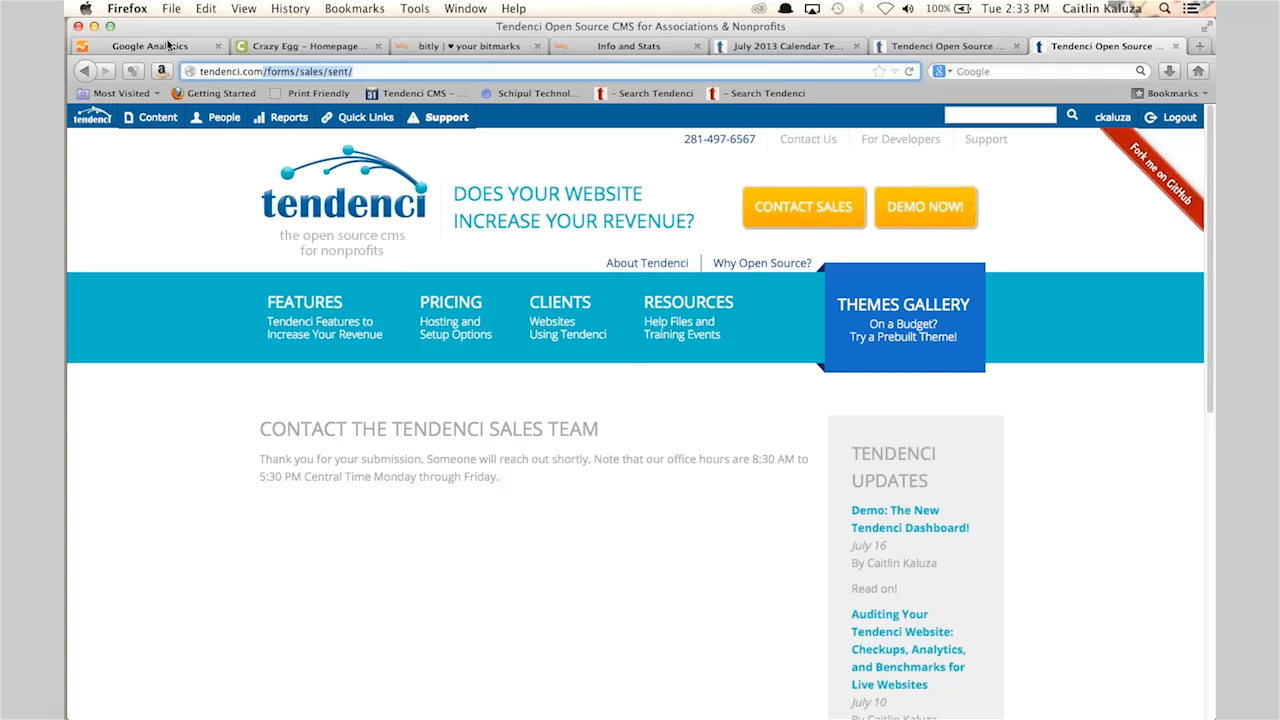 Firefox File Edit View History Bookmarks Tools Window Help 100% Tue 2:33 PM Caitlin Kaluza
Tendenci Open Source CMS for Associations & Nonprofits
Google Analytics Crazy Egg – Homepage... bitly | ♥ your bitmarks Info and Stats July 2013 Calendar Te... Tendenci Open Source ... Tendenci Open Source ...
tendenci.com/forms/sales/sent/ Google
Most Visited Getting Started Print Friendly Tendenci CMS – ... Schipul Technol... – Search Tendenci – Search Tendenci Bookmarks
tendenci Content People Reports Quick Links Support ckaluza Logout
281-497-6567 Contact Us For Developers Support
Fork me on GitHub
tendenci
the open source cms
for nonprofits
DOES YOUR WEBSITE
INCREASE YOUR REVENUE?
CONTACT SALES DEMO NOW!
About Tendenci Why Open Source?
FEATURES
Tendenci Features to
Increase Your Revenue
PRICING
Hosting and
Setup Options
CLIENTS
Websites
Using Tendenci
RESOURCES
Help Files and
Training Events
THEMES GALLERY
On a Budget?
Try a Prebuilt Theme!
CONTACT THE TENDENCI SALES TEAM
Thank you for your submission. Someone will reach out shortly. Note that our office hours are 8:30 AM to
5:30 PM Central Time Monday through Friday.
TENDENCI
UPDATES
Demo: The New
Tendenci Dashboard!
July 16
By Caitlin Kaluza
Read on!
Auditing Your
Tendenci Website:
Checkups, Analytics,
and Benchmarks for
Live Websites
July 10
By Caitlin Kaluza